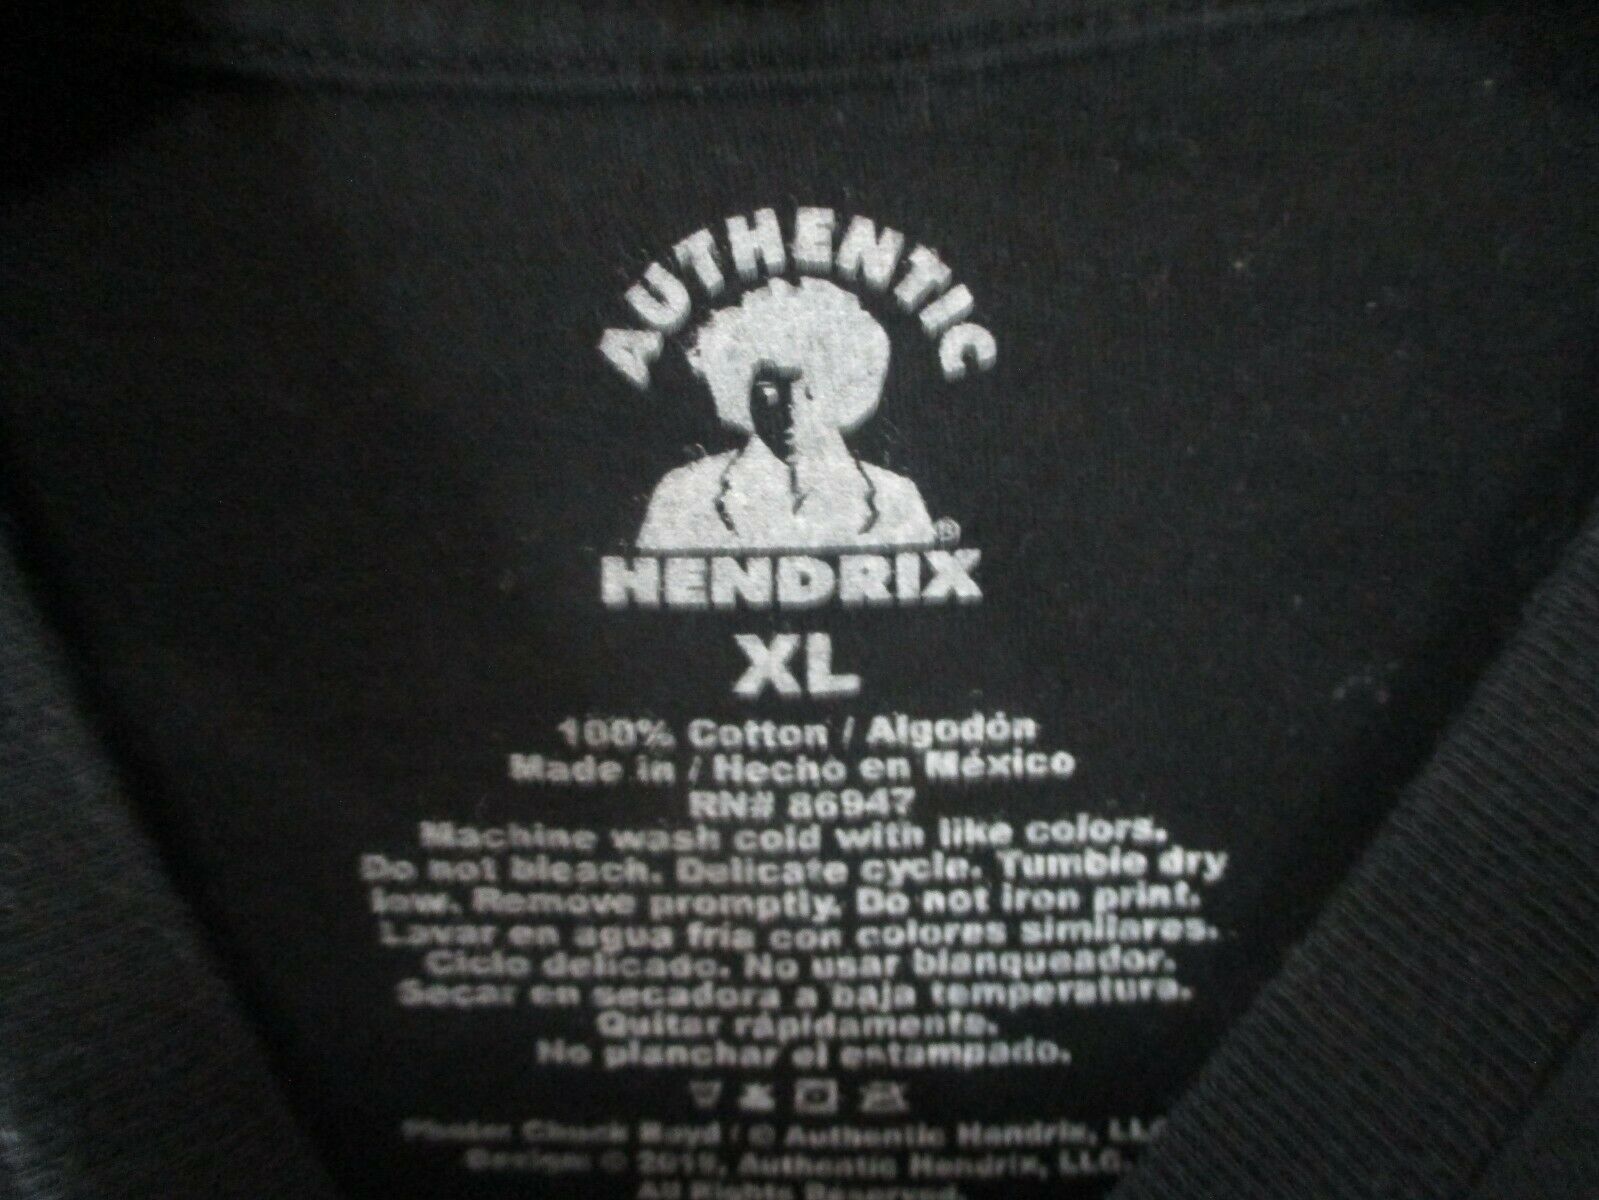 AUTHENTIC
®
HENDRIX
XL
100% Cotton / Algodón
Made in / Hecho en México
RN# 86947
Machine wash cold with like colors.
Do not bleach. Delicate cycle. Tumble dry
low. Remove promptly. Do not iron print.
Lavar en agua fria con colores similares.
Ciclo delicado. No usar blanqueador.
Secar en secadora a baja temperatura.
Quitar rápidamente.
No planchar el estampado.
Chuck Boyd / © Authentic Hendrix, LLC
Design © Authentic Hendrix, LLC.
All Rights Reserved.